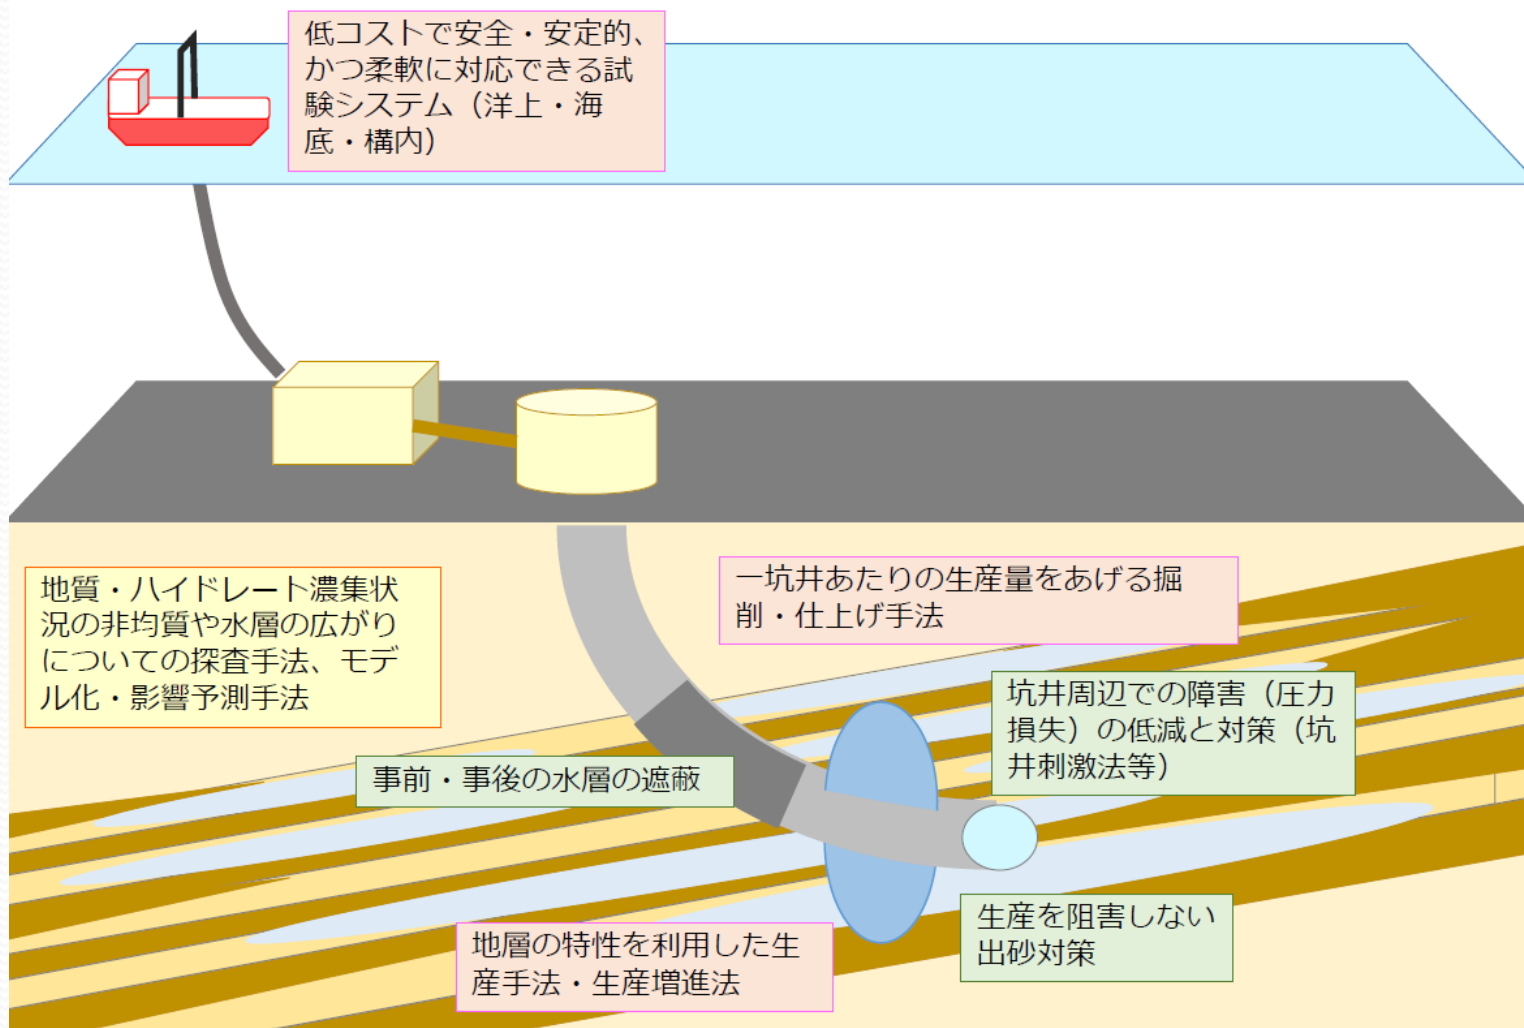 低コストで安全・安定的、
かつ柔軟に対応できる試
験システム（洋上・海
底・構内）
地質・ハイドレート濃集状
況の非均質や水層の広がり
についての探査手法、モデ
ル化・影響予測手法
一坑井あたりの生産量をあげる掘
削・仕上げ手法
坑井周辺での障害（圧力
損失）の低減と対策（坑
井刺激法等）
事前・事後の水層の遮蔽
生産を阻害しない
出砂対策
地層の特性を利用した生
産手法・生産増進法